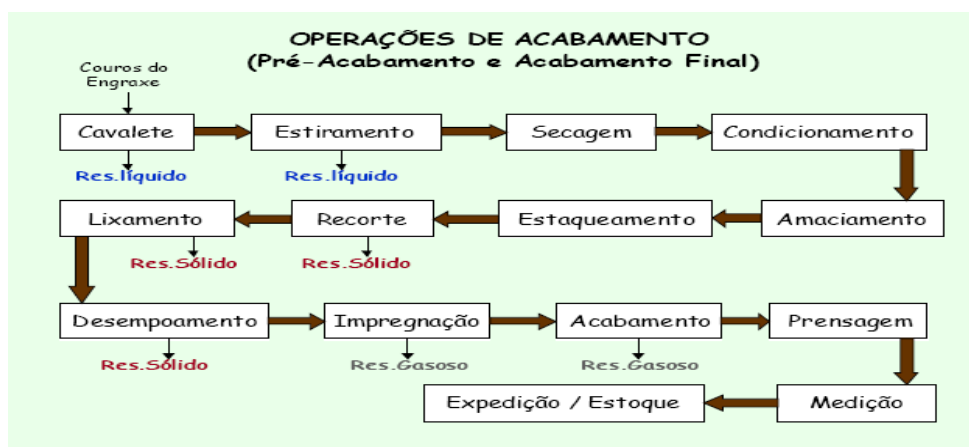 OPERAÇÕES DE ACABAMENTO
(Pré-Acabamento e Acabamento Final)
Couros do
Engraxe
Cavalete
Estiramento
Secagem
Condicionamento
Res.líquido
Res.líquido
Lixamento
Recorte
Estaqueamento
Amaciamento
Res.Sólido
Res.Sólido
Desempoamento
Impregnação
Acabamento
Prensagem
Res.Sólido
Res.Gasoso
Res.Gasoso
Expedição / Estoque
Medição